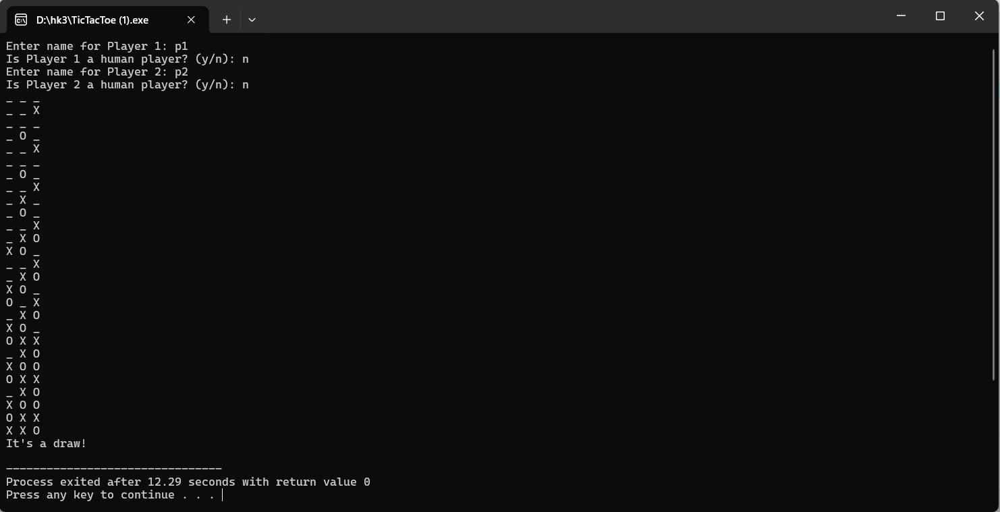 D:\hk3\TicTacToe (1).exe
Enter name for Player 1: p1
Is Player 1 a human player? (y/n): n
Enter name for Player 2: p2
Is Player 2 a human player? (y/n): n
_ _ _
_ _ X
_ _ _
_ O _
_ _ X
_ _ _
_ O _
_ _ X
_ X _
_ O _
_ _ X
_ X O
X O _
_ _ X
_ X O
X O _
O _ X
_ X O
X O _
O X X
_ X O
X O O
O X X
_ X O
X O O
O X X
X X O
It's a draw!
--------------------------------
Process exited after 12.29 seconds with return value 0
Press any key to continue . . .